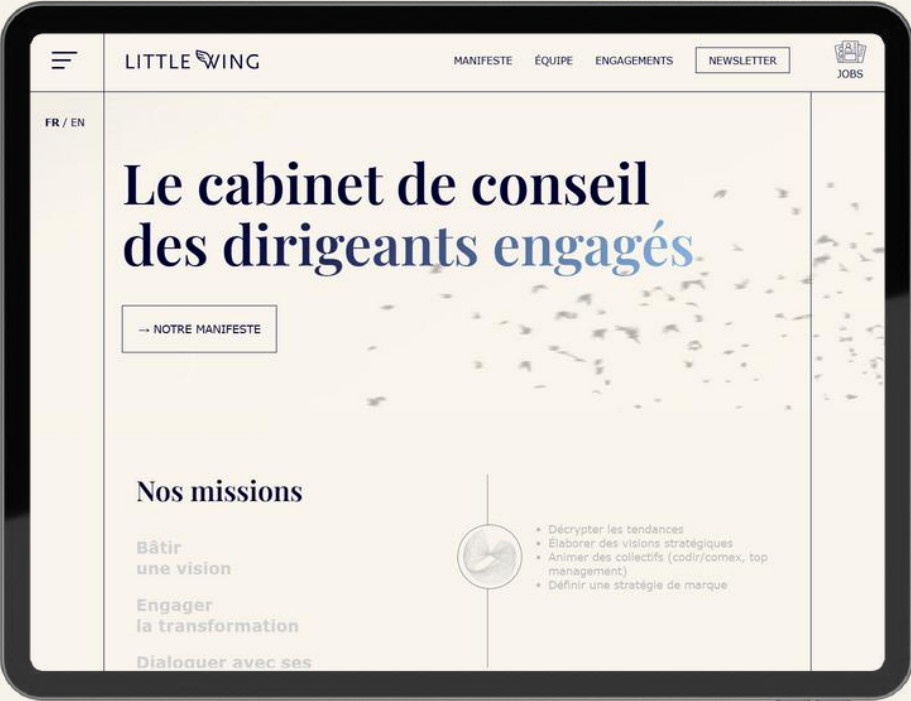 LITTLE WING
MANIFESTE
ÉQUIPE
ENGAGEMENTS
NEWSLETTER
JOBS
FR / EN
Le cabinet de conseil
des dirigeants engagés
→ NOTRE MANIFESTE
Nos missions
Bâtir
une vision
Engager
la transformation
Dialoguer avec ses
• Décrypter les tendances
• Élaborer des visions stratégiques
• Animer des collectifs (codir/comex, top
management)
• Définir une stratégie de marque